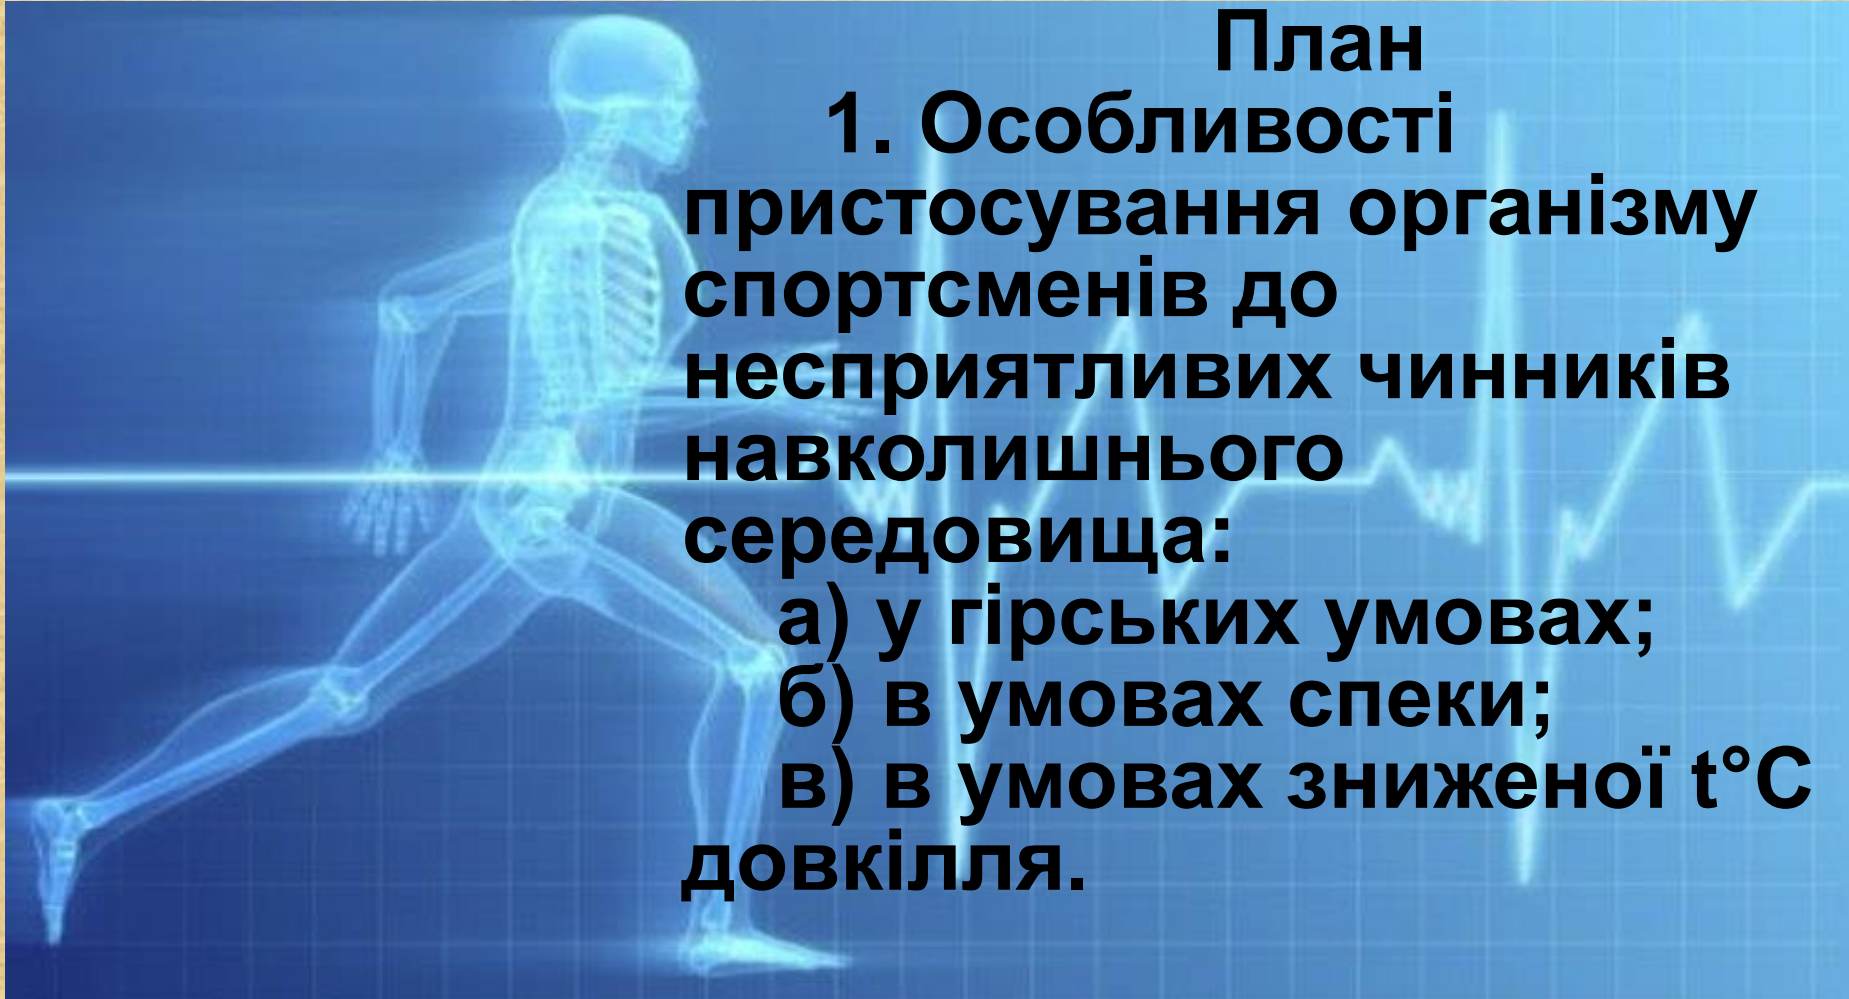 План
1. Особливості
пристосування організму
спортсменів до
несприятливих чинників
навколишнього
середовища:
а) у гірських умовах;
б) в умовах спеки;
в) в умовах зниженої t°С
довкілля.